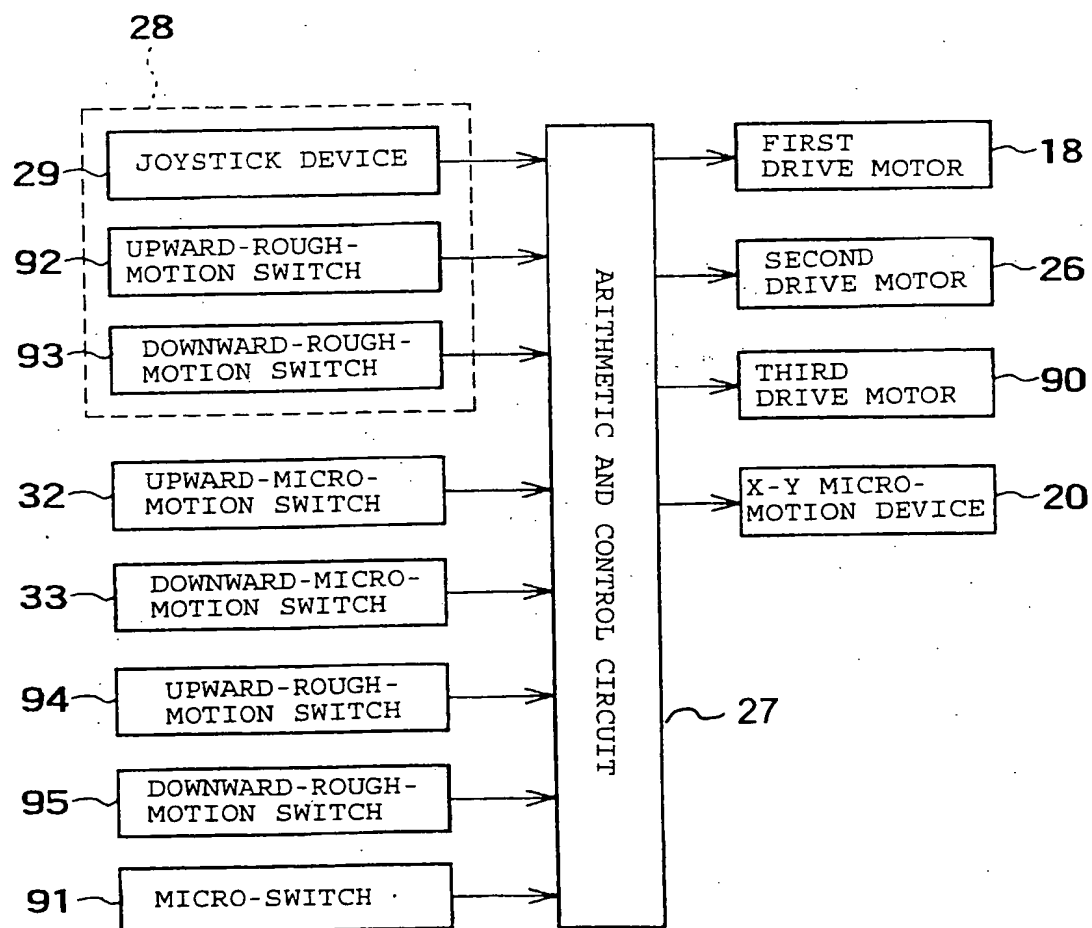 28
29
JOYSTICK DEVICE
92
UPWARD-ROUGH-
MOTION SWITCH
93
DOWNWARD-ROUGH-
MOTION SWITCH
32
UPWARD-MICRO-
MOTION SWITCH
33
DOWNWARD-MICRO-
MOTION SWITCH
94
UPWARD-ROUGH-
MOTION SWITCH
95
DOWNWARD-ROUGH-
MOTION SWITCH
91
MICRO-SWITCH
ARITHMETIC AND CONTROL CIRCUIT
27
FIRST
DRIVE MOTOR
18
SECOND
DRIVE MOTOR
26
THIRD
DRIVE MOTOR
90
X-Y MICRO-
MOTION DEVICE
20